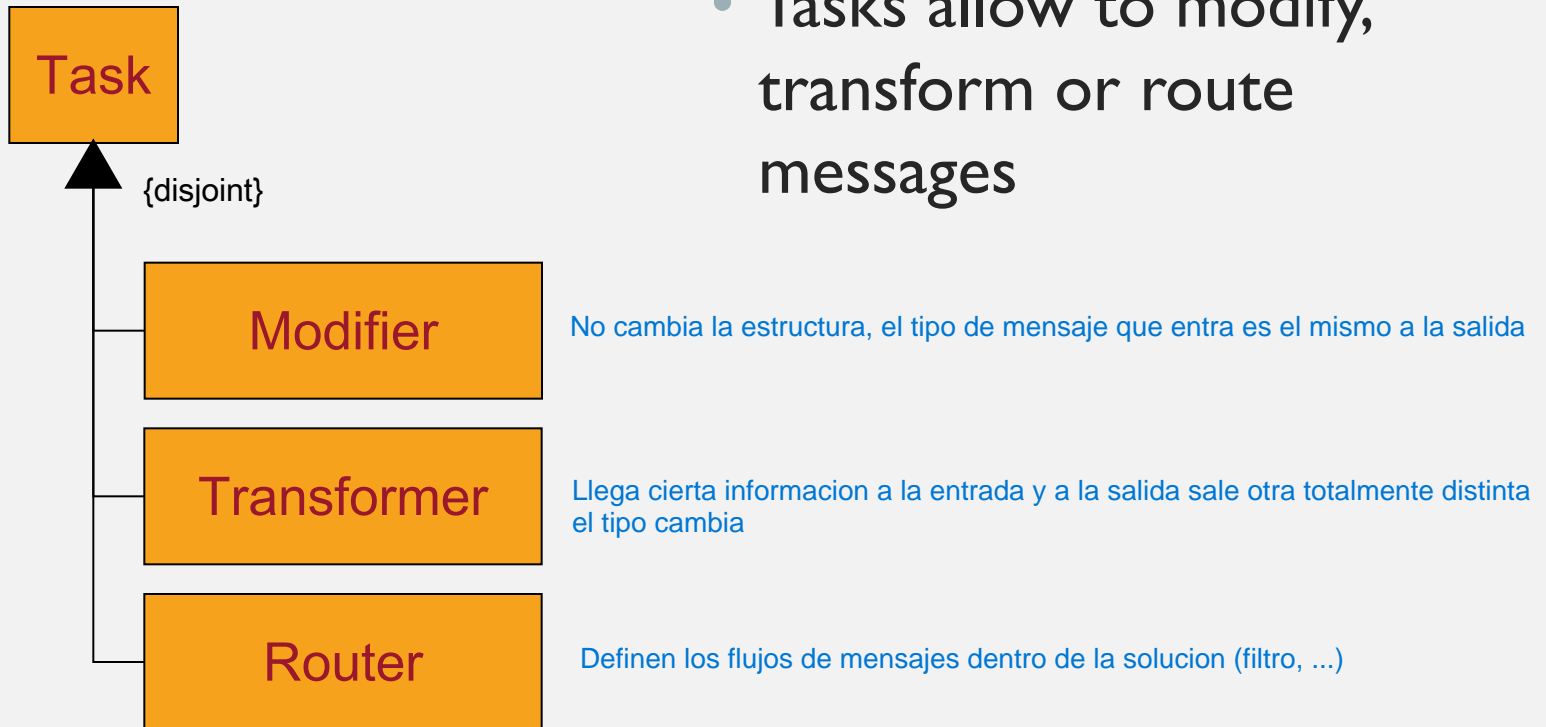 Task
• Tasks allow to modify,
transform or route
messages
{disjoint}
Modifier
No cambia la estructura, el tipo de mensaje que entra es el mismo a la salida
Transformer
Llega cierta informacion a la entrada y a la salida sale otra totalmente distinta
el tipo cambia
Router
Definen los flujos de mensajes dentro de la solucion (filtro, ...)